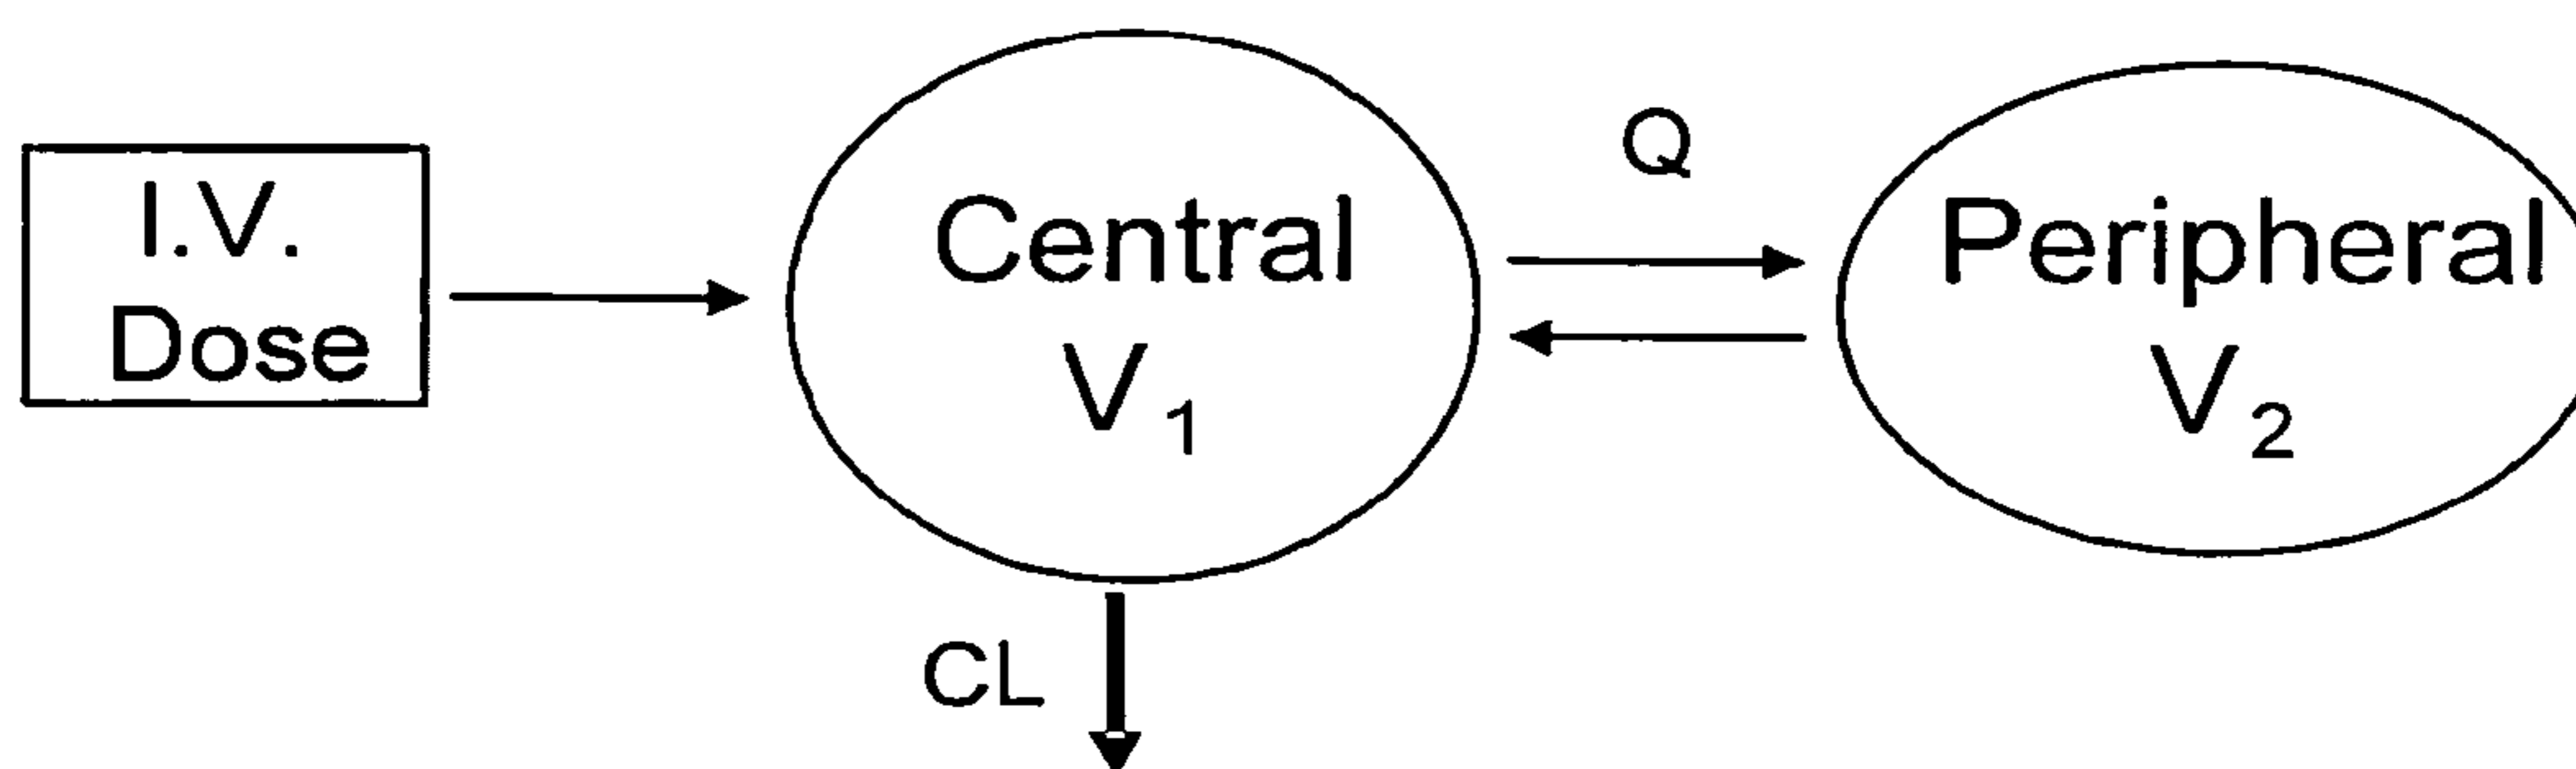 I.V.
Dose
Central
V₁
Q
Peripheral
V₂
CL